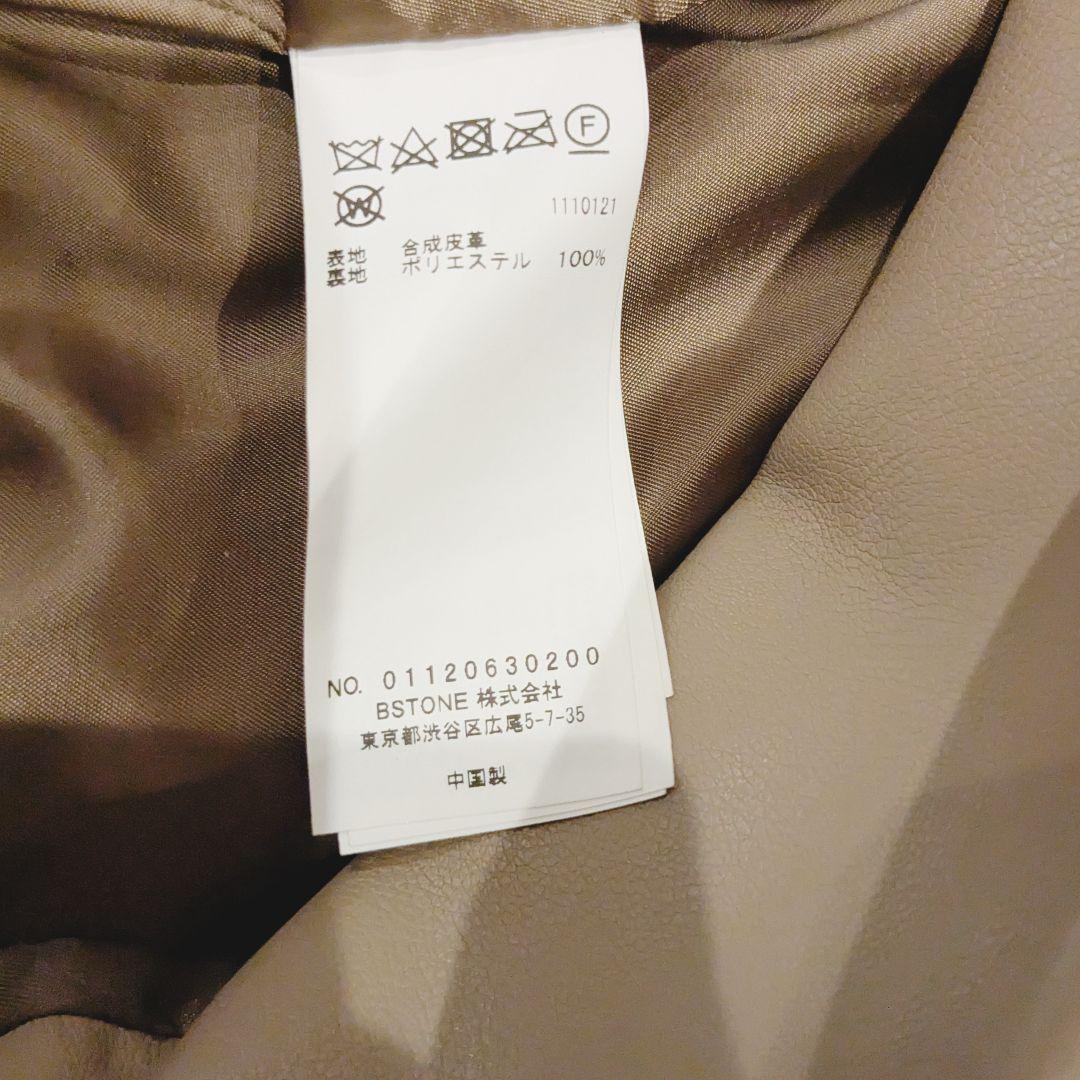 F
W
1110121
表地 合成皮革
裏地 ポリエステル 100%
NO. 01120630200
BSTONE 株式会社
東京都渋谷区広尾5-7-35
中国製